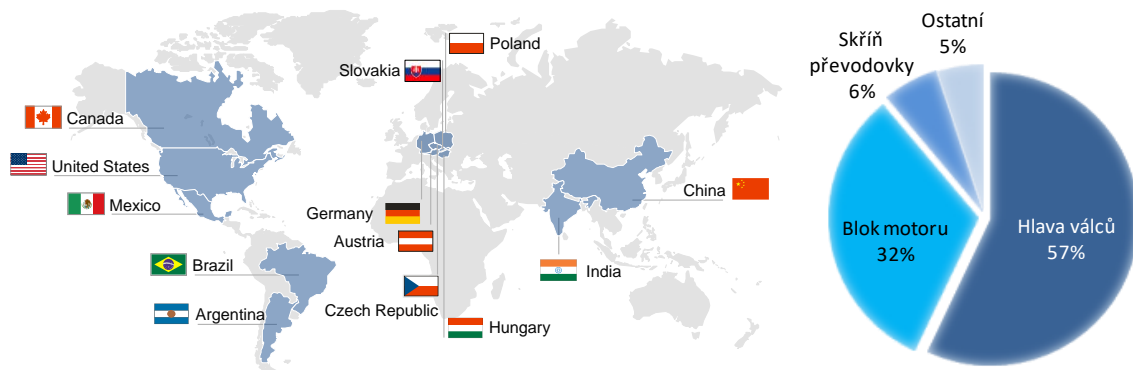 Poland
Slovakia
Canada
United States
Mexico
Brazil
Argentina
Germany
Austria
Czech Republic
Hungary
India
China
Ostatní
5%
Skříň
převodovky
6%
Blok motoru
32%
Hlava válců
57%